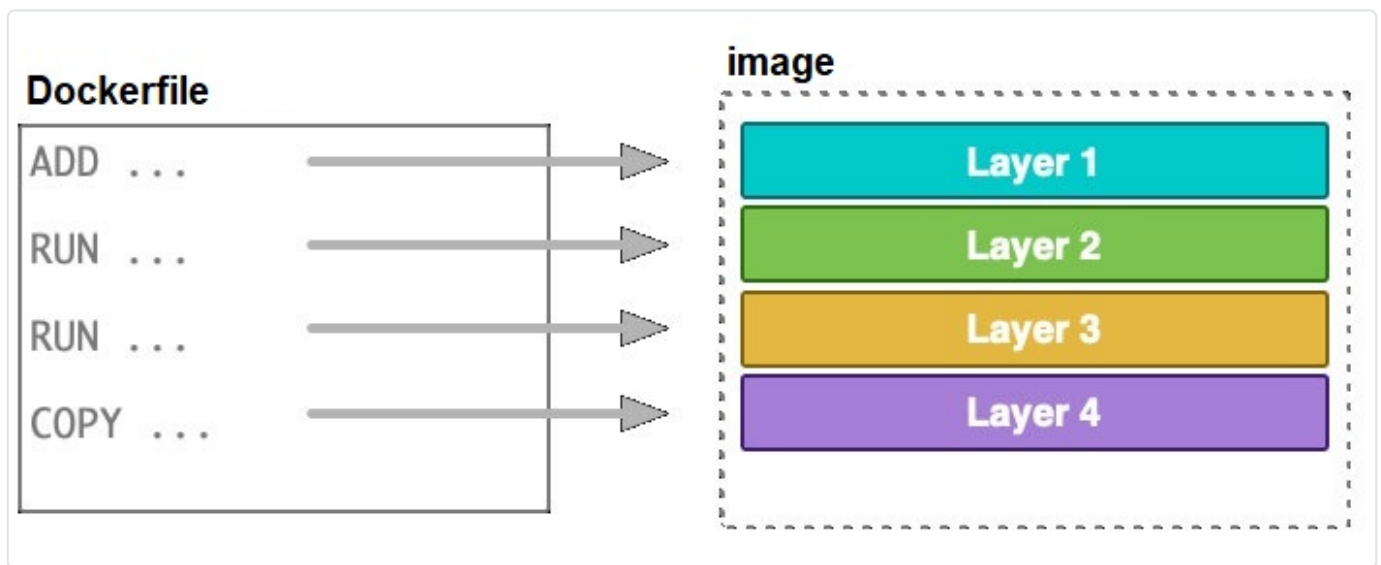 Dockerfile
ADD ...
RUN ...
RUN ...
COPY ...
image
Layer 1
Layer 2
Layer 3
Layer 4